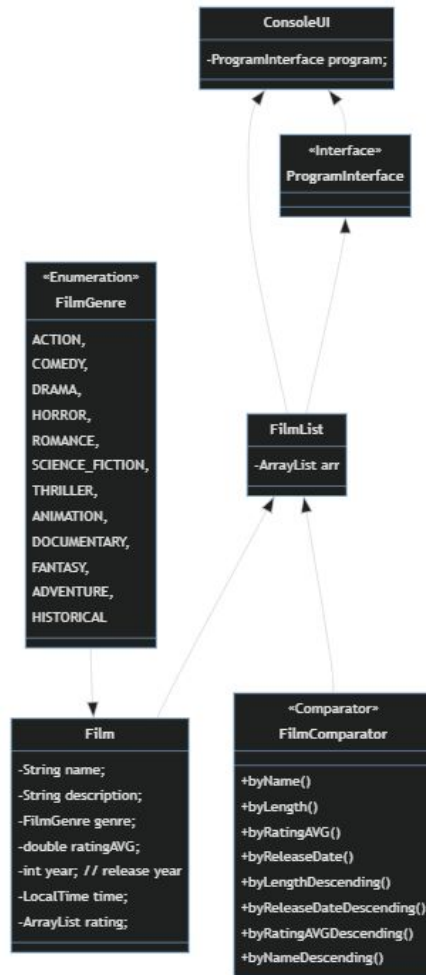 ConsoleUI
-ProgramInterface program;
«Interface»
ProgramInterface
«Enumeration»
FilmGenre
ACTION,
COMEDY,
DRAMA,
HORROR,
ROMANCE,
SCIENCE_FICTION,
THRILLER,
ANIMATION,
DOCUMENTARY,
FANTASY,
ADVENTURE,
HISTORICAL
FilmList
-ArrayList arr
Film
-String name;
-String description;
-FilmGenre genre;
-double ratingAVG;
-int year; // release year
-LocalTime time;
-ArrayList rating;
«Comparator»
FilmComparator
+byName()
+byLength()
+byRatingAVG()
+byReleaseDate()
+byLengthDescending()
+byReleaseDateDescending()
+byRatingAVGDescending()
+byNameDescending()